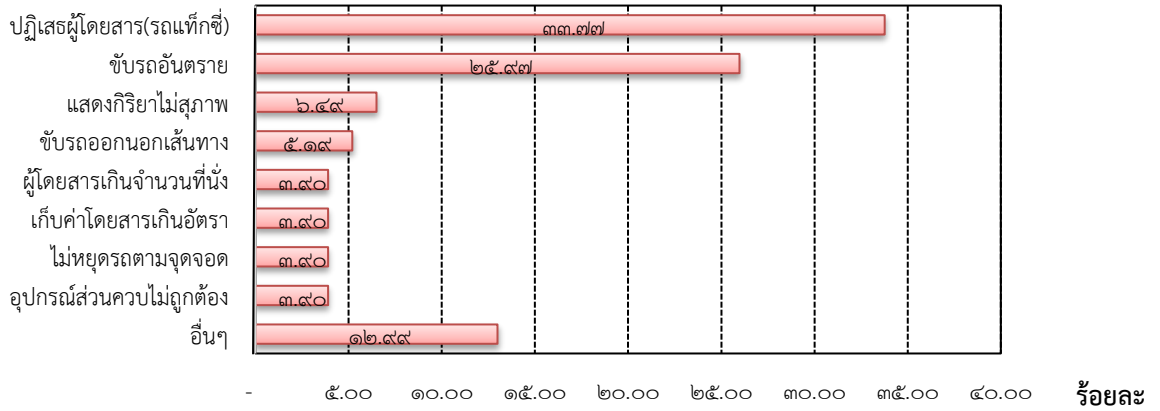 ปฏิเสธผู้โดยสาร(รถแท็กซี่) ๓๓.๗๗
ขับรถอันตราย ๒๕.๙๗
แสดงกิริยาไม่สุภาพ ๖.๔๙
ขับรถออกนอกเส้นทาง ๕.๑๙
ผู้โดยสารเกินจำนวนที่นั่ง ๓.๙๐
เก็บค่าโดยสารเกินอัตรา ๓.๙๐
ไม่หยุดรถตามจุดจอด ๓.๙๐
อุปกรณ์ส่วนควบไม่ถูกต้อง ๓.๙๐
อื่นๆ ๑๒.๙๙
- ๕.๐๐ ๑๐.๐๐ ๑๕.๐๐ ๒๐.๐๐ ๒๕.๐๐ ๓๐.๐๐ ๓๕.๐๐ ๔๐.๐๐ ร้อยละ